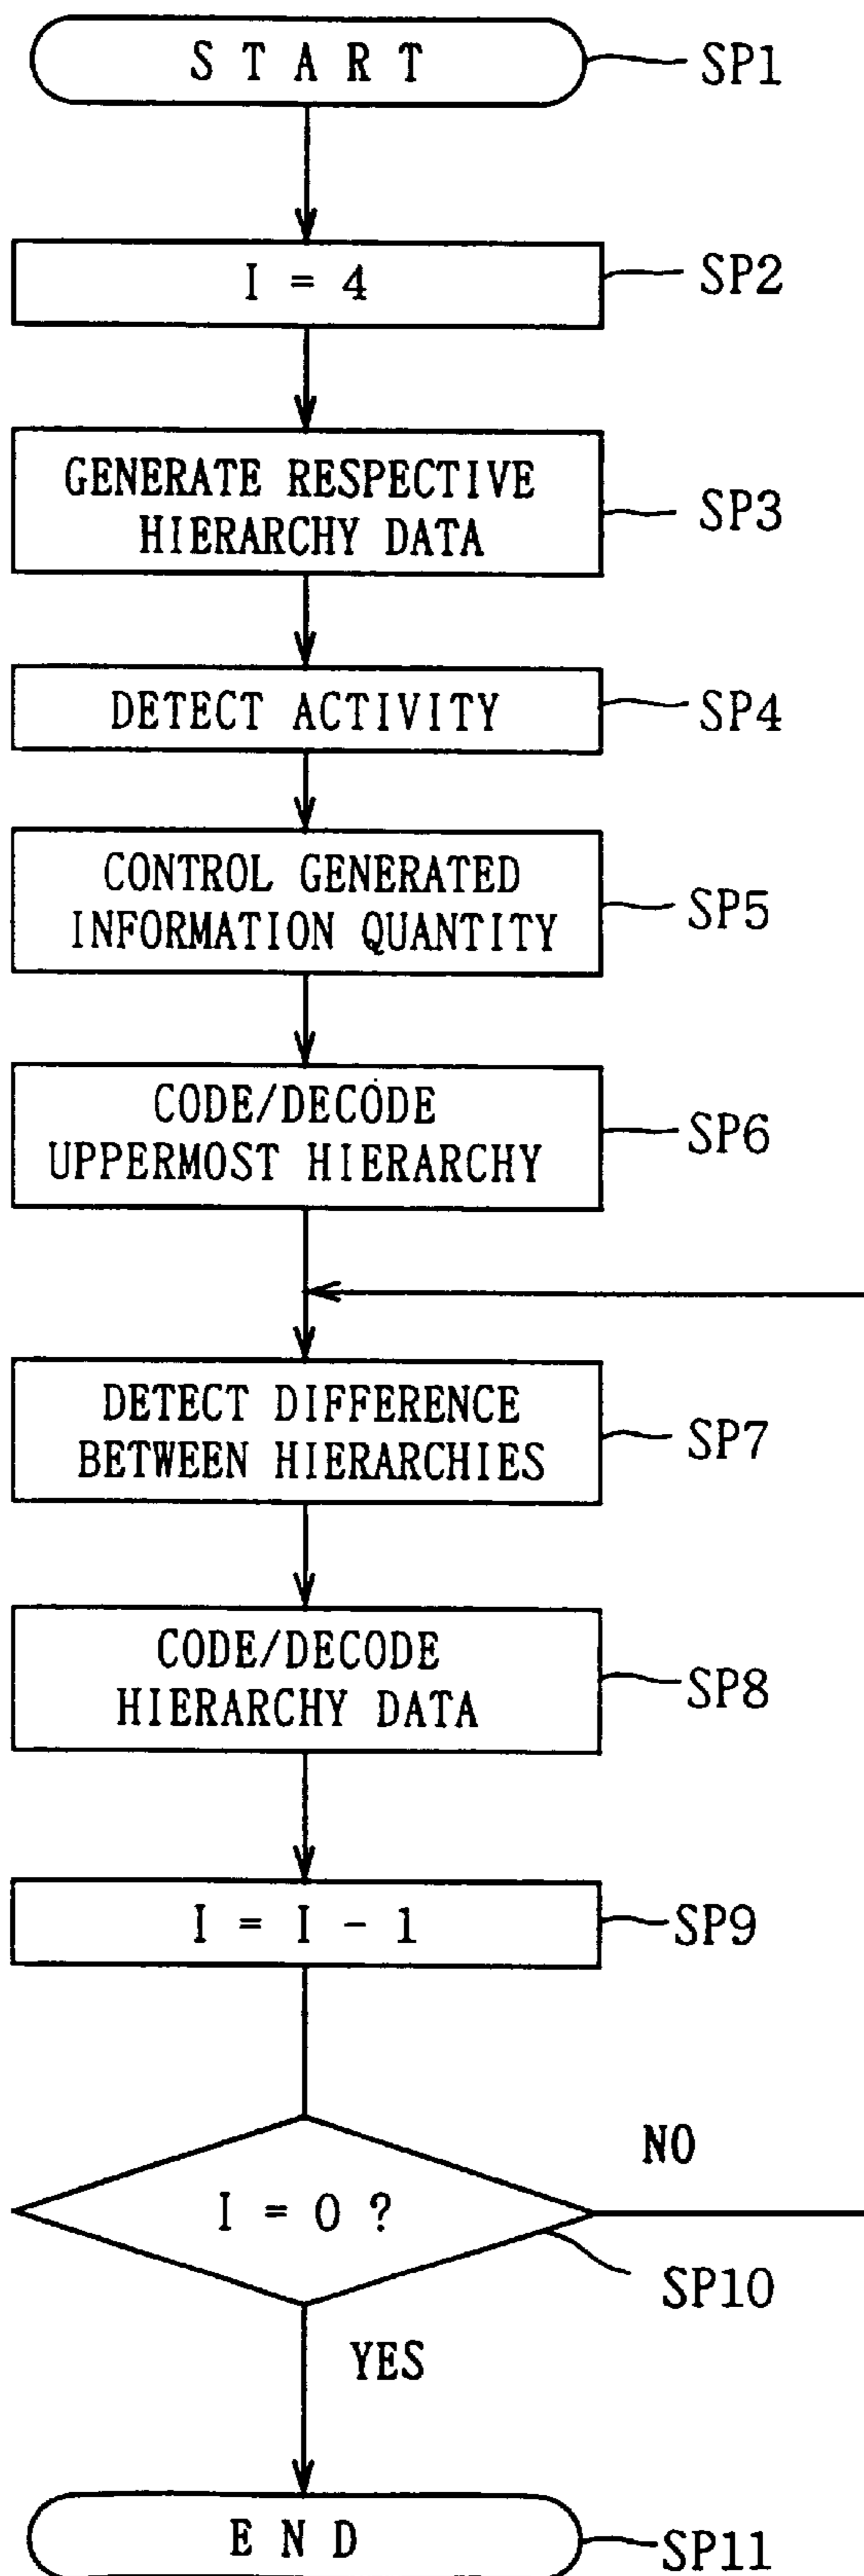 START
SP1
I = 4
SP2
GENERATE RESPECTIVE
HIERARCHY DATA
SP3
DETECT ACTIVITY
SP4
CONTROL GENERATED
INFORMATION QUANTITY
SP5
CODE/DECODE
UPPERMOST HIERARCHY
SP6
DETECT DIFFERENCE
BETWEEN HIERARCHIES
SP7
CODE/DECODE
HIERARCHY DATA
SP8
I = I - 1
SP9
NO
I = 0 ?
SP10
YES
END
SP11